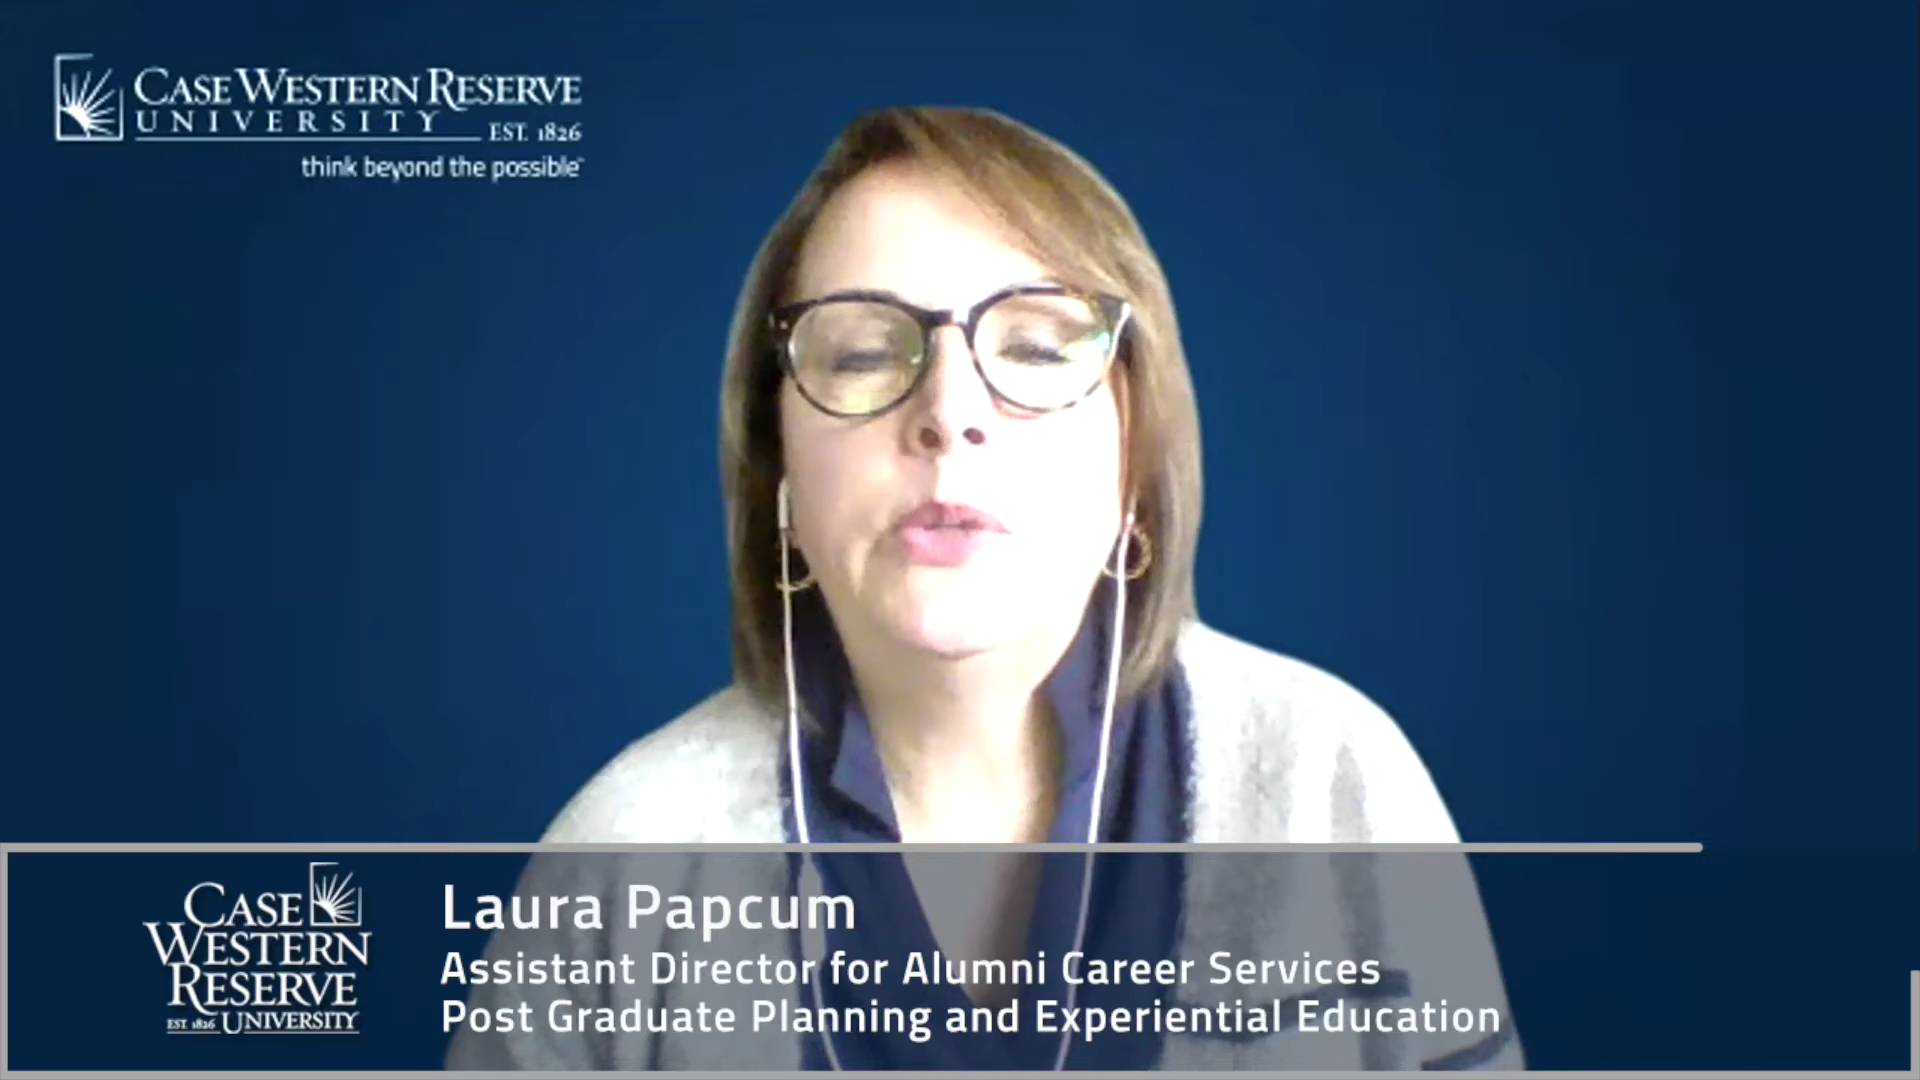 CASE WESTERN RESERVE
UNIVERSITY
EST. 1826
think beyond the possible
CASE
WESTERN
RESERVE
EST. 1826 UNIVERSITY
Laura Papcum
Assistant Director for Alumni Career Services
Post Graduate Planning and Experiential Education